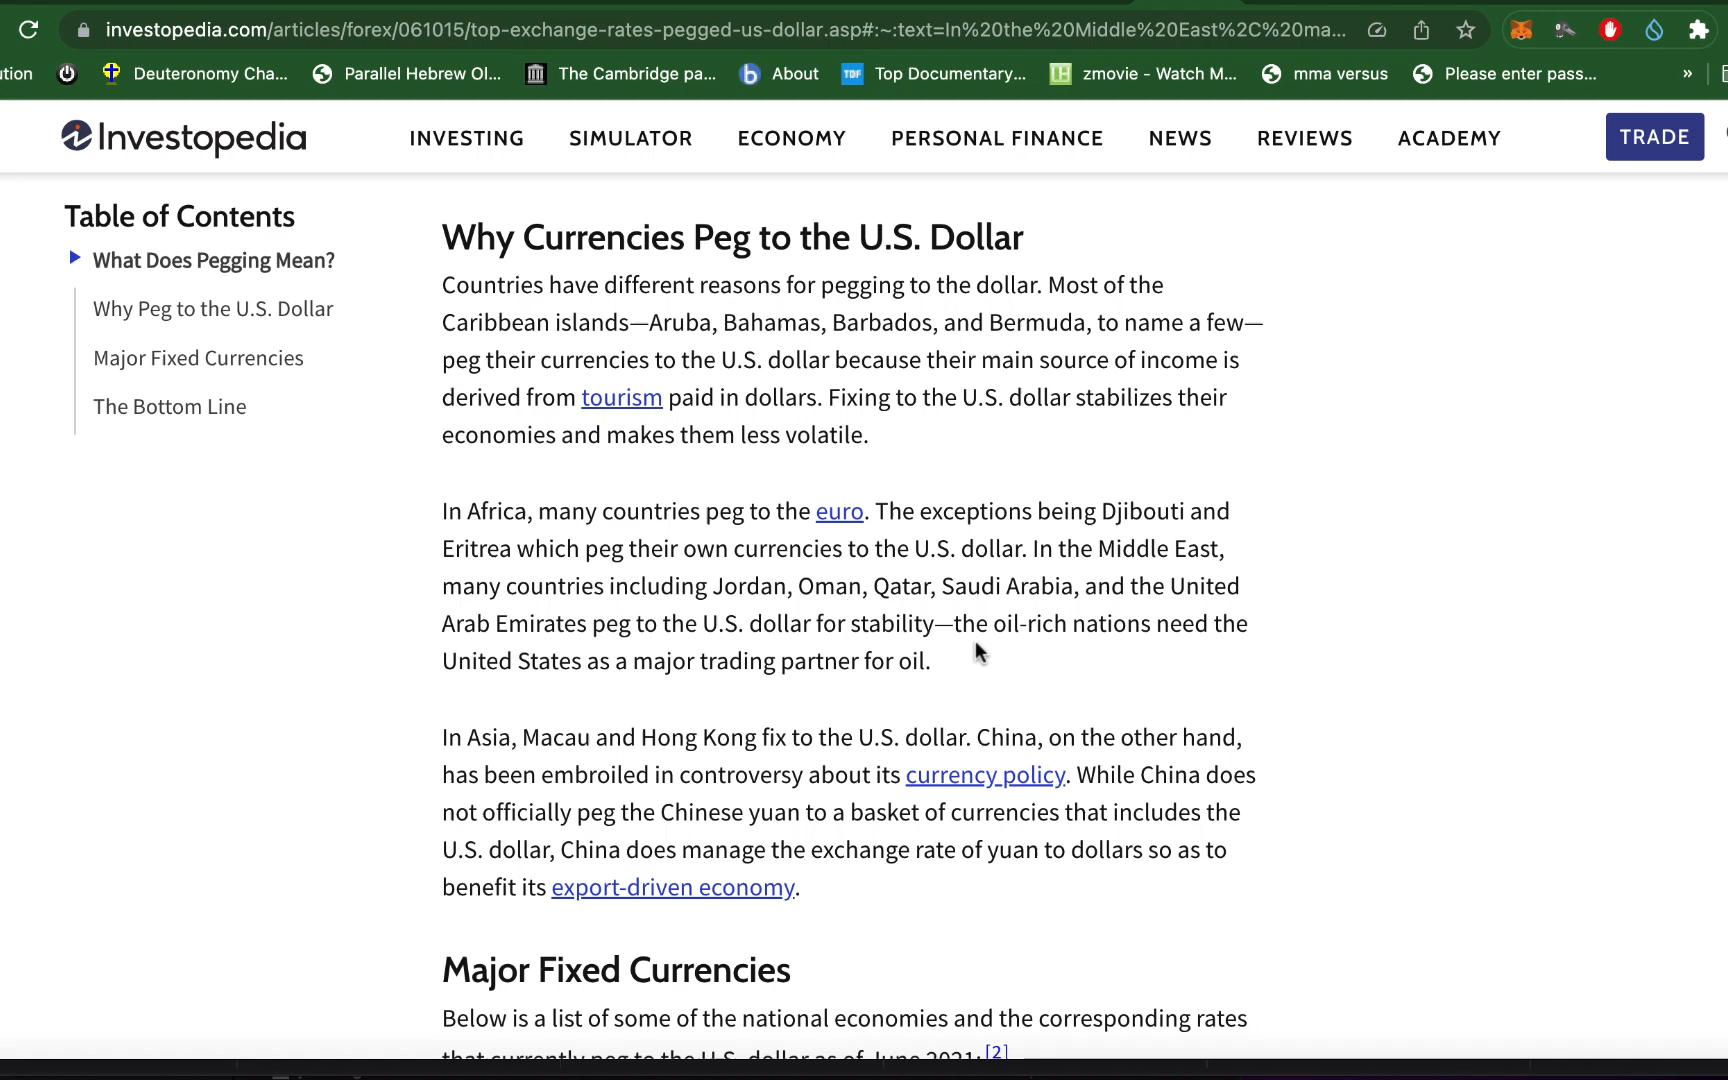 investopedia.com/articles/forex/061015/top-exchange-rates-pegged-us-dollar.asp#:~:text=In%20the%20Middle%20East%2C%20ma...
ution
Deuteronomy Cha...
Parallel Hebrew Ol...
The Cambridge pa...
About
TDF
Top Documentary...
zmovie - Watch M...
mma versus
Please enter pass...
»
Investopedia
INVESTING
SIMULATOR
ECONOMY
PERSONAL FINANCE
NEWS
REVIEWS
ACADEMY
TRADE
Table of Contents
What Does Pegging Mean?
Why Peg to the U.S. Dollar
Major Fixed Currencies
The Bottom Line
Why Currencies Peg to the U.S. Dollar
Countries have different reasons for pegging to the dollar. Most of the
Caribbean islands—Aruba, Bahamas, Barbados, and Bermuda, to name a few—
peg their currencies to the U.S. dollar because their main source of income is
derived from tourism paid in dollars. Fixing to the U.S. dollar stabilizes their
economies and makes them less volatile.
In Africa, many countries peg to the euro. The exceptions being Djibouti and
Eritrea which peg their own currencies to the U.S. dollar. In the Middle East,
many countries including Jordan, Oman, Qatar, Saudi Arabia, and the United
Arab Emirates peg to the U.S. dollar for stability—the oil-rich nations need the
United States as a major trading partner for oil.
In Asia, Macau and Hong Kong fix to the U.S. dollar. China, on the other hand,
has been embroiled in controversy about its currency policy. While China does
not officially peg the Chinese yuan to a basket of currencies that includes the
U.S. dollar, China does manage the exchange rate of yuan to dollars so as to
benefit its export-driven economy.
Major Fixed Currencies
Below is a list of some of the national economies and the corresponding rates
that currently peg to the U.S. dollar as of June 2021: [2]